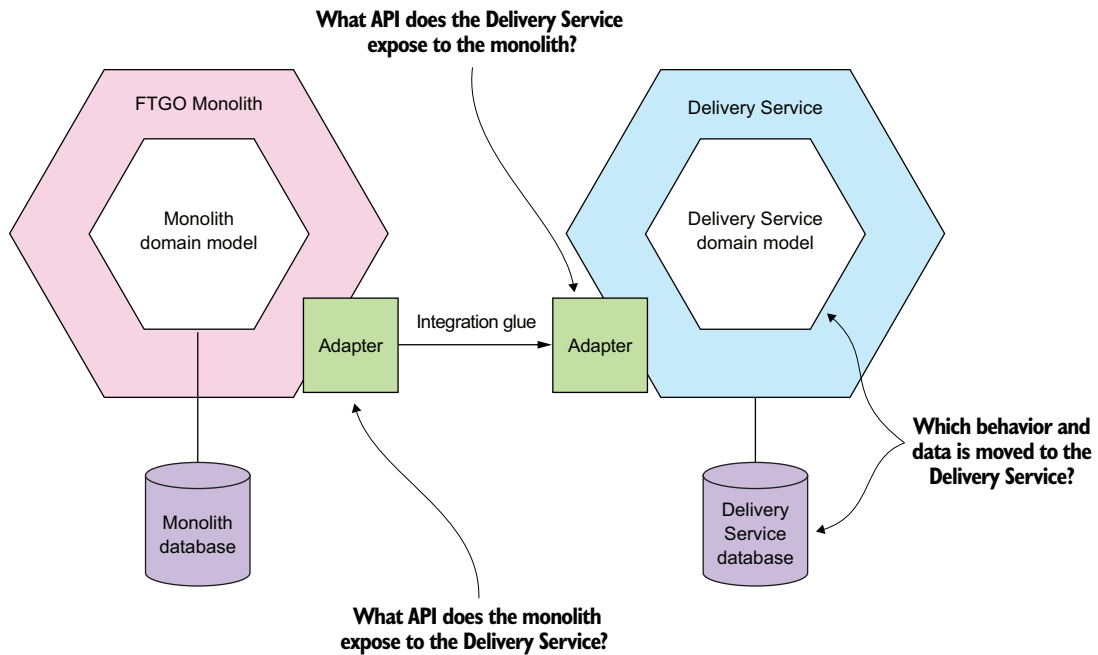 What API does the Delivery Service
expose to the monolith?
FTGO Monolith
Delivery Service
Monolith
domain model
Delivery Service
domain model
Integration glue
Adapter
Adapter
Which behavior and
data is moved to the
Delivery Service?
Monolith
database
Delivery
Service
database
What API does the monolith
expose to the Delivery Service?